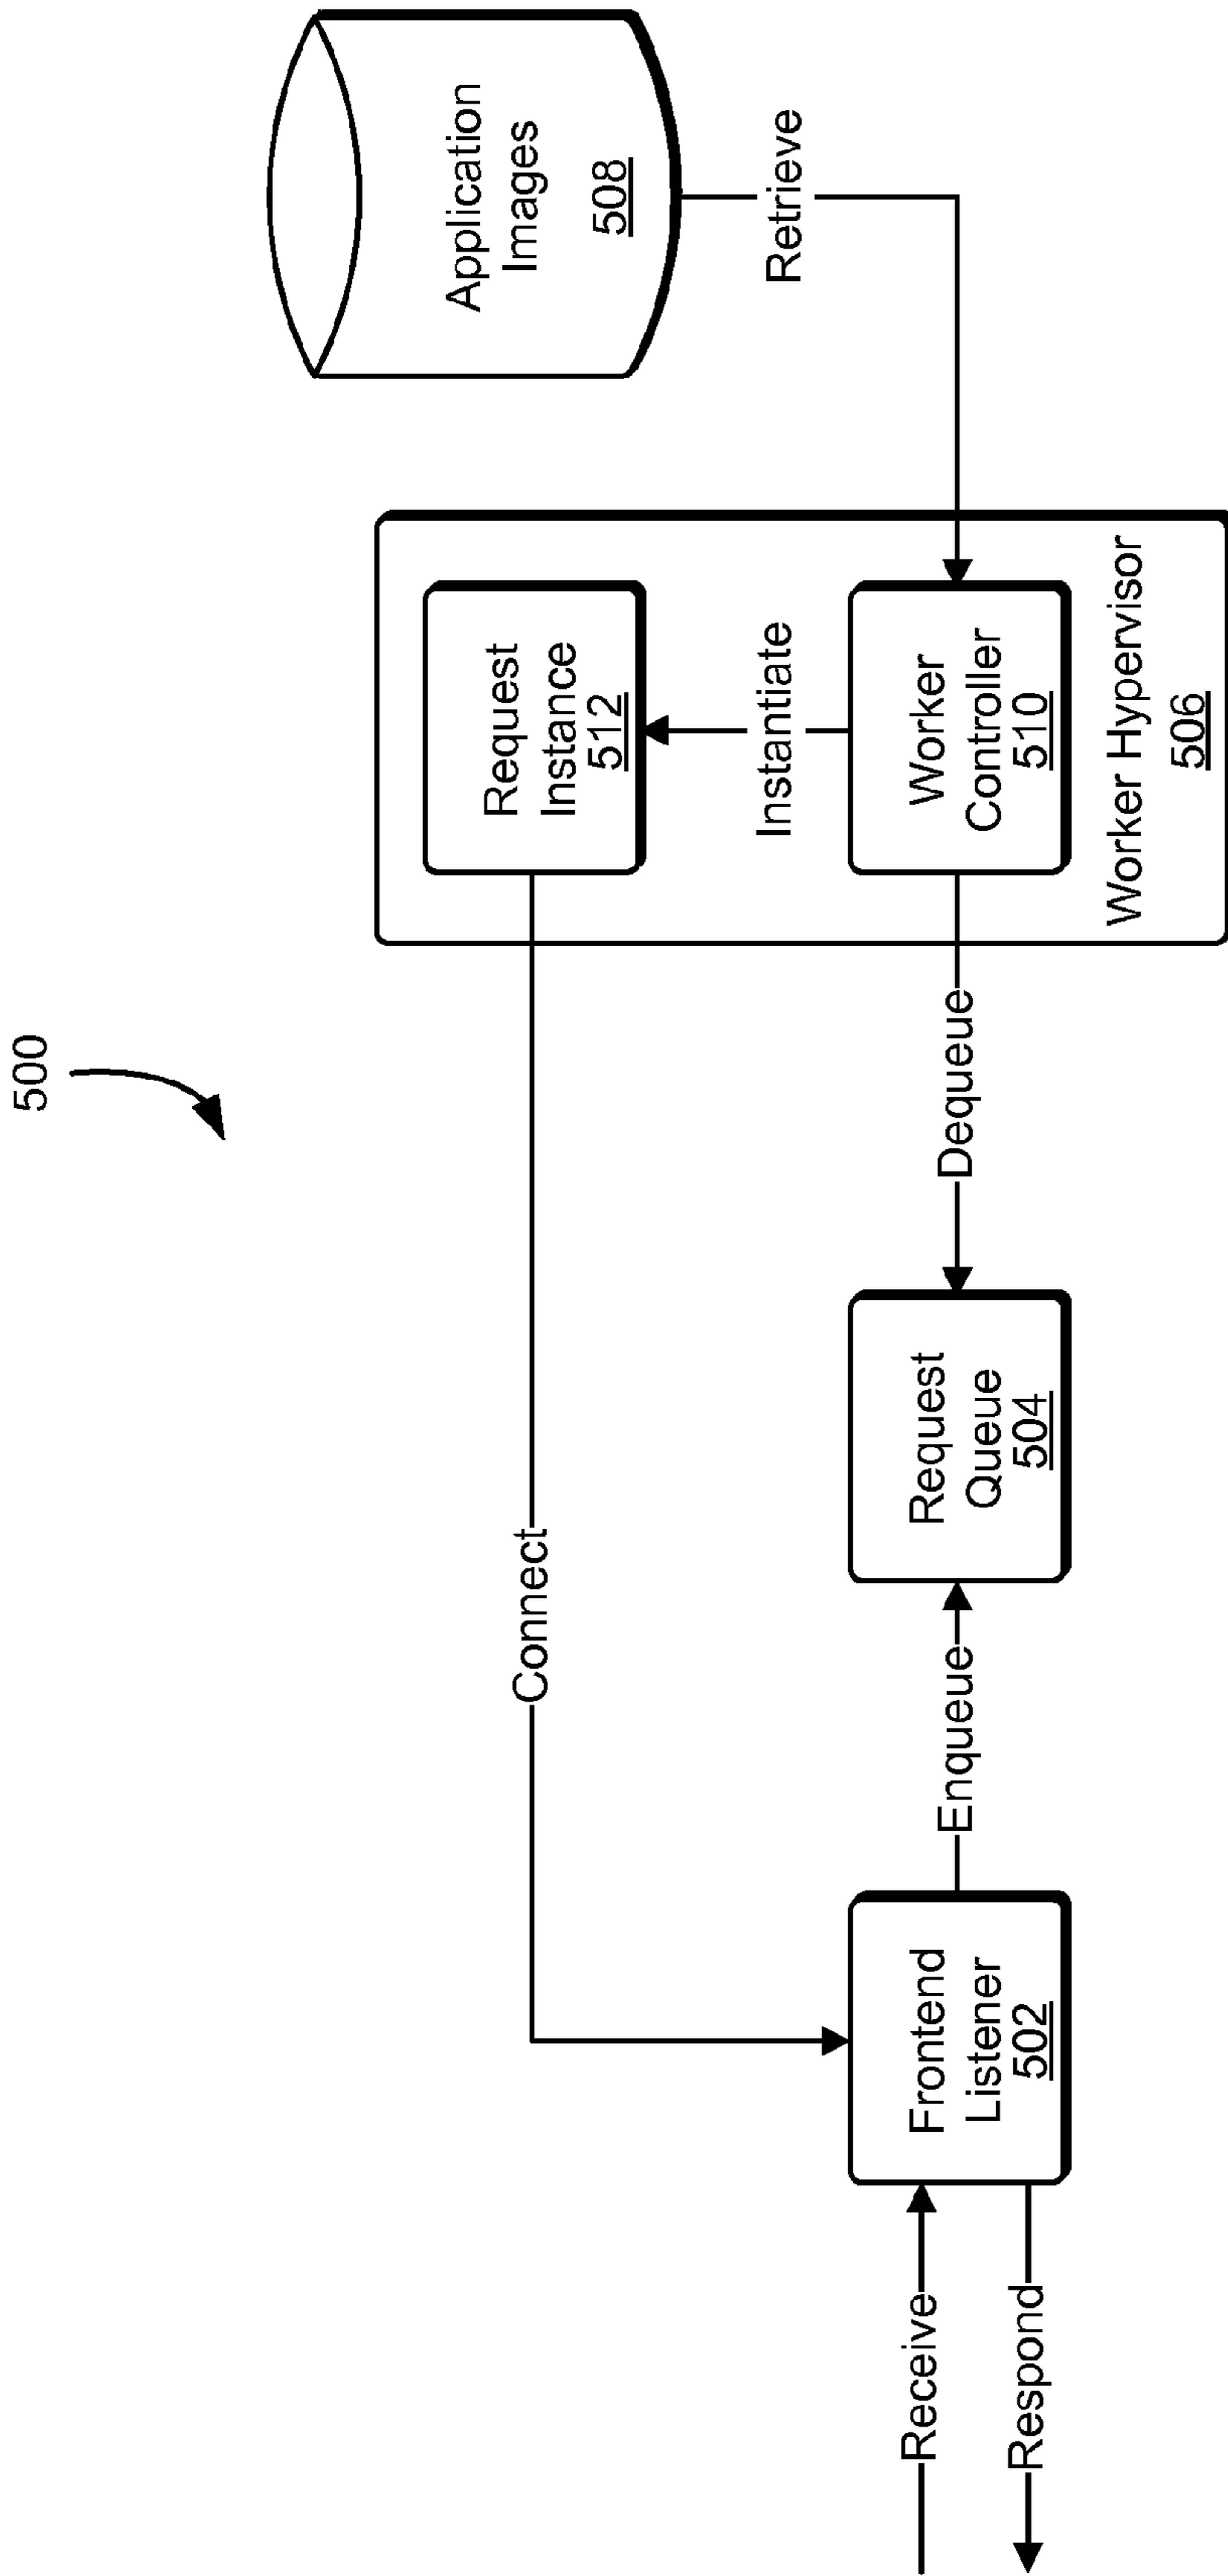 500
Application
Images
508
Retrieve
Request
Instance
512
Instantiate
Worker
Controller
510
Worker Hypervisor
506
Connect
Dequeue
Request
Queue
504
Enqueue
Frontend
Listener
502
Receive
Respond